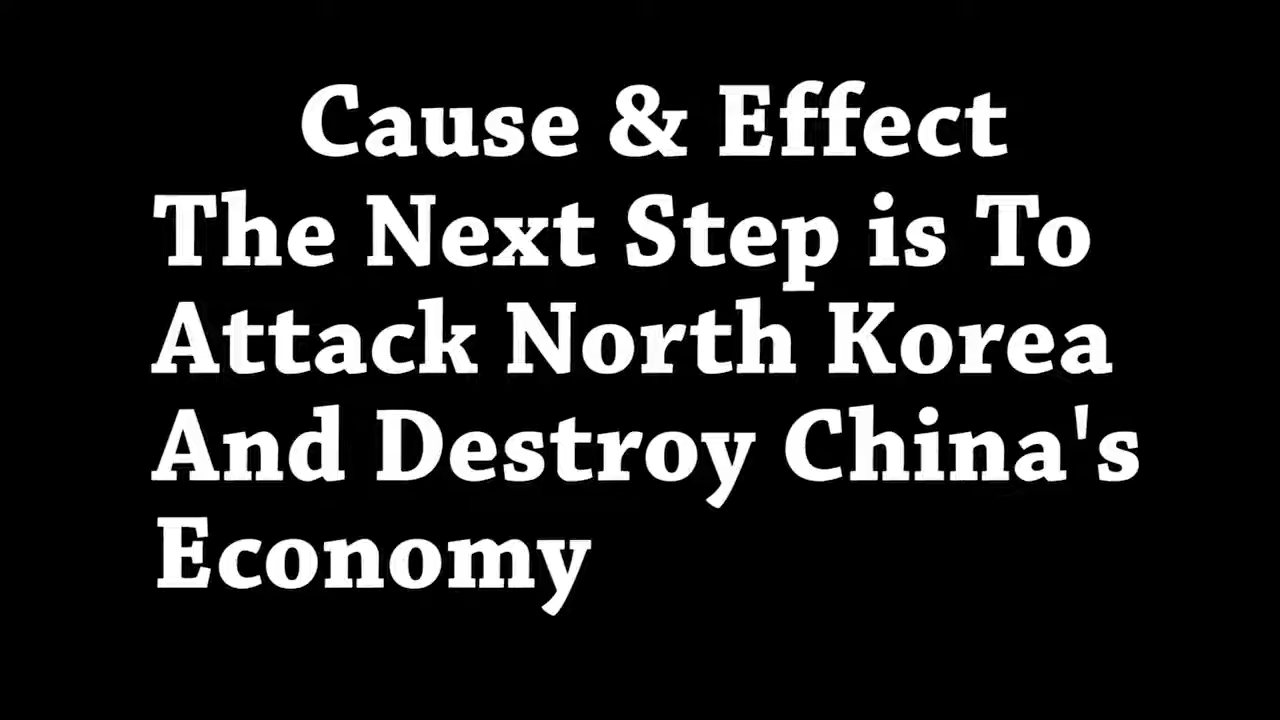 Cause & Effect
The Next Step is To
Attack North Korea
And Destroy China's
Economy